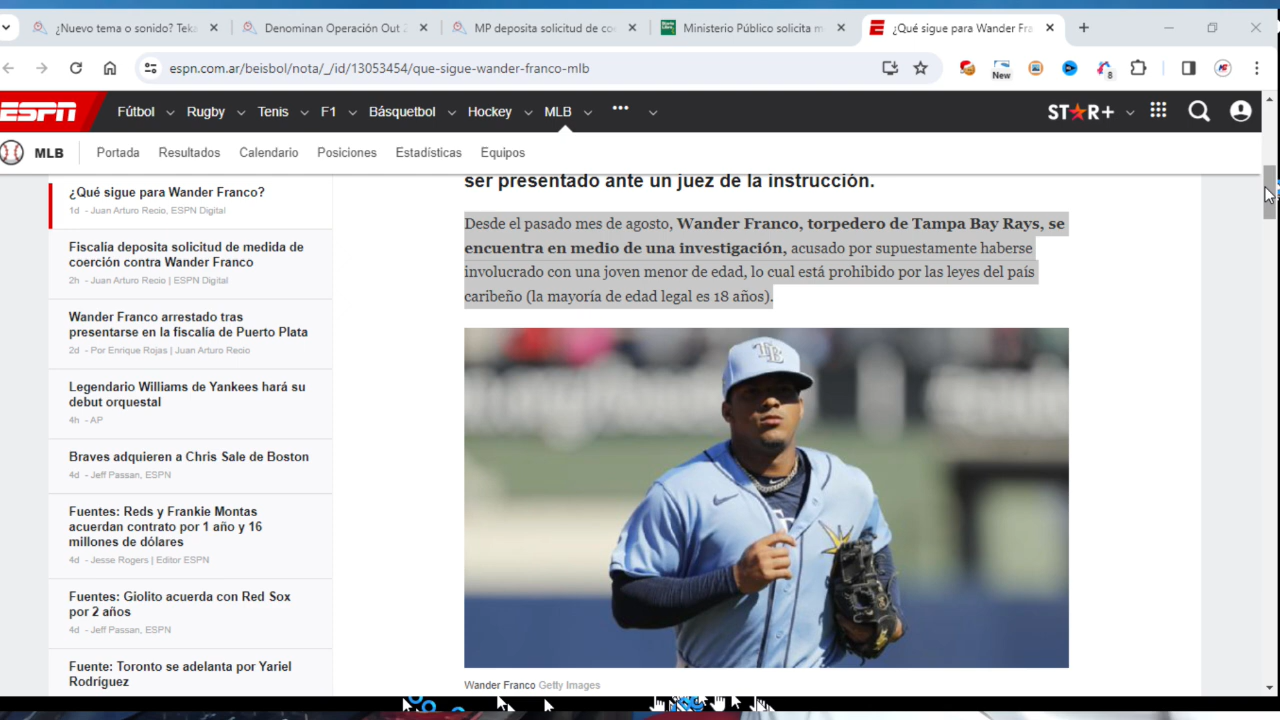 ¿Nuevo tema o sonido? Teka
Denuminan Operación Out-2
MP deposita solicitud de coe
Ministerio Público solicita m
¿Qué sigue para Wander Fra
espn.com.ar/beisbol/nota/_/id/13053454/que-sigue-wander-franco-mlb
New
8
ESPN
Fútbol
Rugby
Tenis
F1
Básquetbol
Hockey
MLB
STAR+
MLB
Portada
Resultados
Calendario
Posiciones
Estadísticas
Equipos
¿Qué sigue para Wander Franco?
1d - Juan Arturo Recio, ESPN Digital
Fiscalía deposita solicitud de medida de
coerción contra Wander Franco
2h - Juan Arturo Recio | ESPN Digital
Wander Franco arrestado tras
presentarse en la fiscalía de Puerto Plata
2d - Por Enrique Rojas | Juan Arturo Recio
Legendario Williams de Yankees hará su
debut orquestal
4h - AP
Braves adquieren a Chris Sale de Boston
4d - Jeff Passan, ESPN
Fuentes: Reds y Frankie Montas
acuerdan contrato por 1 año y 16
millones de dólares
4d - Jesse Rogers | Editor ESPN
Fuentes: Giolito acuerda con Red Sox
por 2 años
4d - Jeff Passan, ESPN
Fuente: Toronto se adelanta por Yariel
Rodríguez
ser presentado ante un juez de la instrucción.
Desde el pasado mes de agosto, Wander Franco, torpedero de Tampa Bay Rays, se
encuentra en medio de una investigación, acusado por supuestamente haberse
involucrado con una joven menor de edad, lo cual está prohibido por las leyes del país
caribeño (la mayoría de edad legal es 18 años).
TB
Wander Franco Getty Images